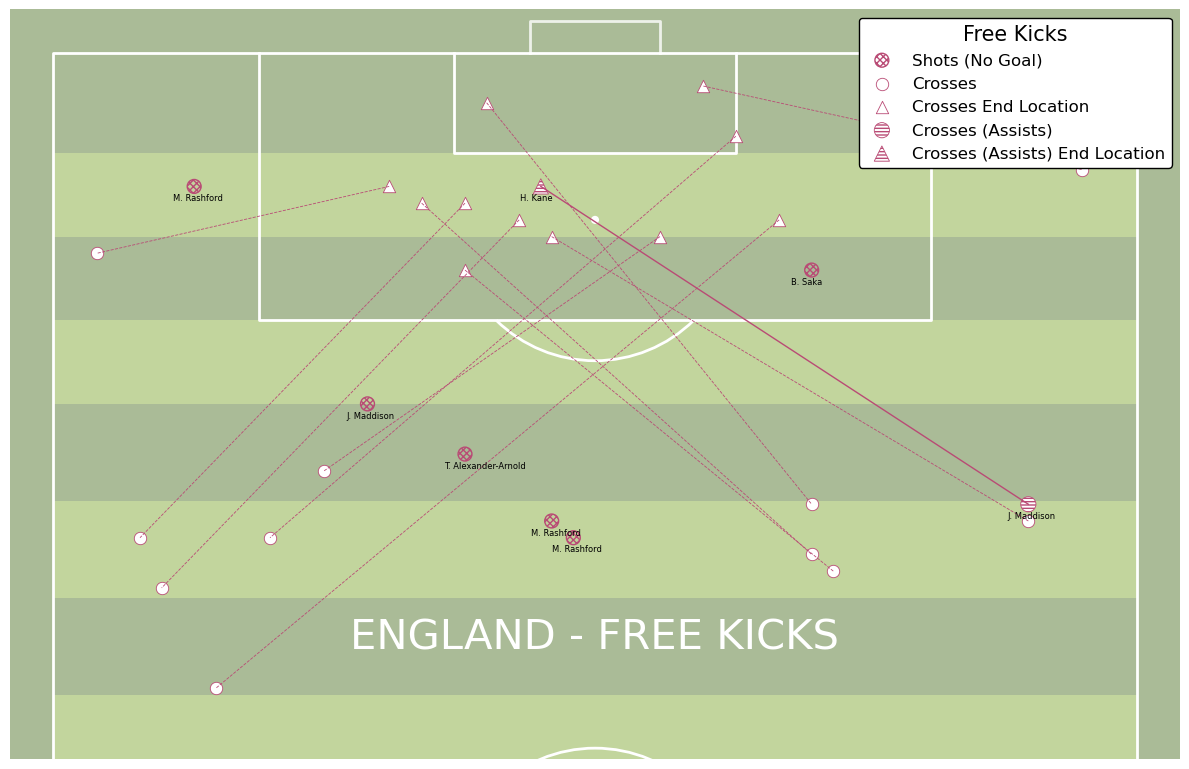 Free Kicks
Shots (No Goal)
Crosses
Crosses End Location
Crosses (Assists)
Crosses (Assists) End Location
M. Rashford
H. Kane
B. Saka
J. Maddison
T. Alexander-Arnold
J. Maddison
M. Rashford
M. Rashford
ENGLAND - FREE KICKS